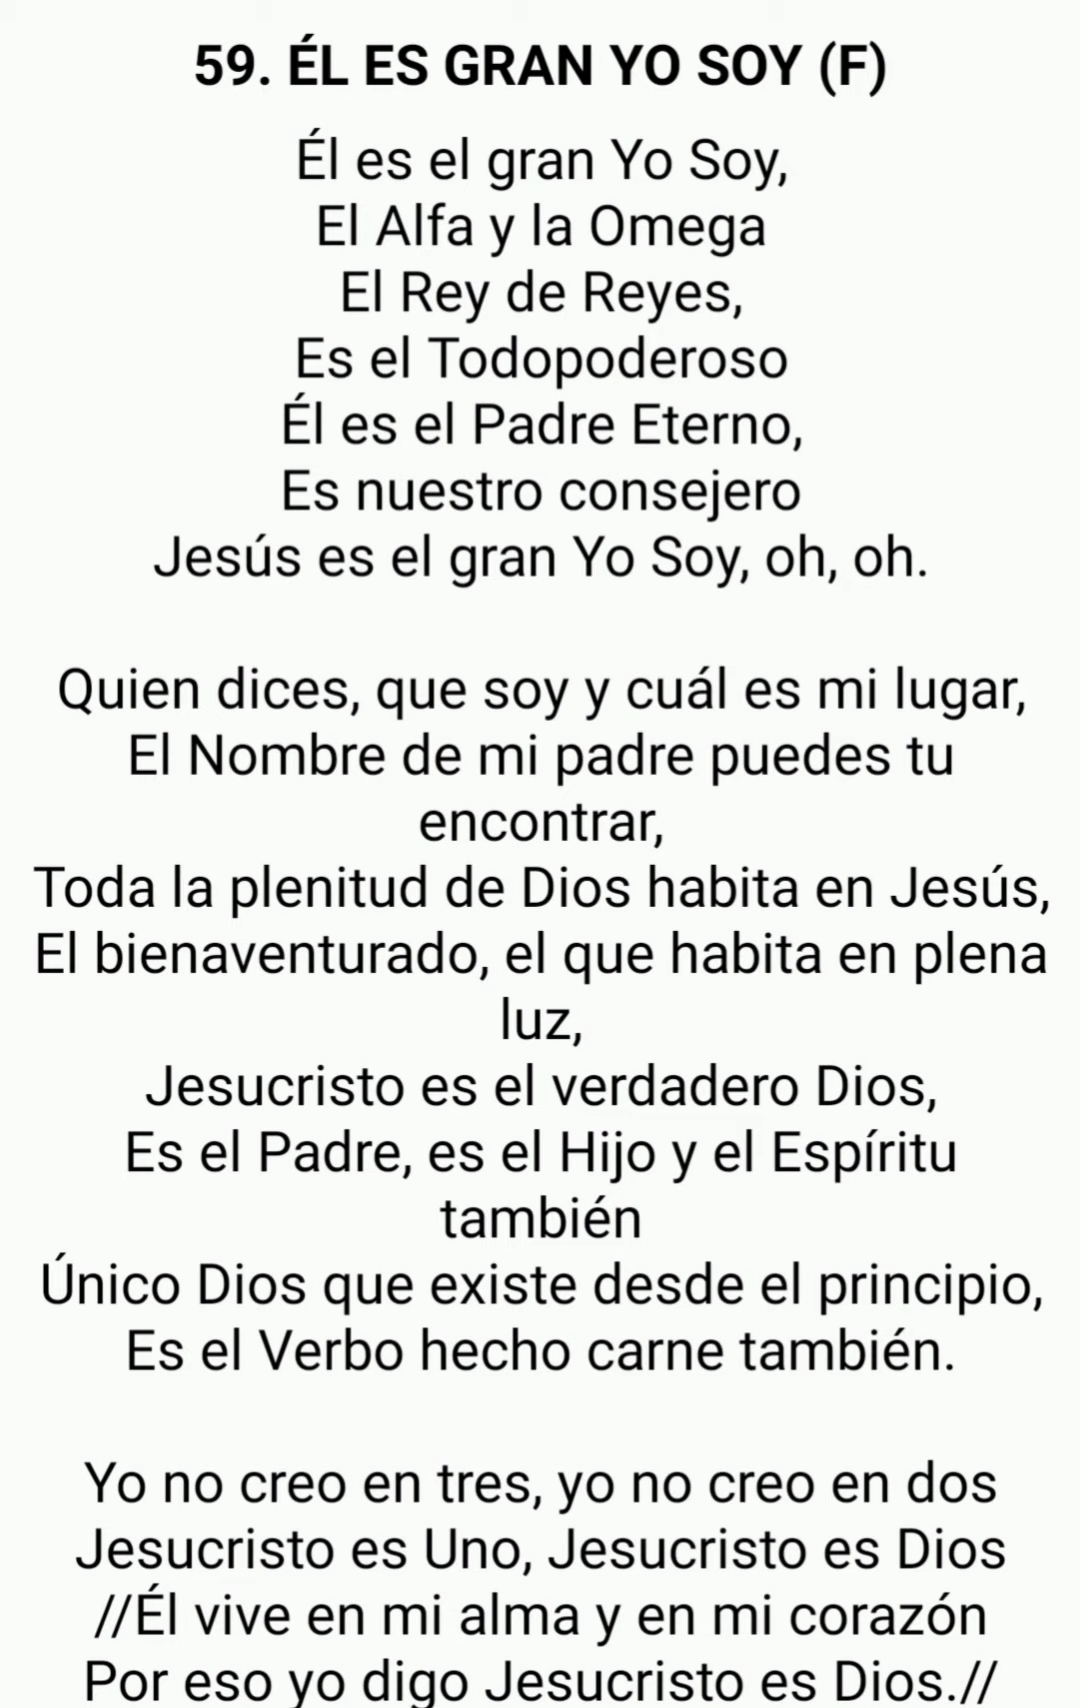 59. ÉL ES GRAN YO SOY (F)
Él es el gran Yo Soy,
El Alfa y la Omega
El Rey de Reyes,
Es el Todopoderoso
Él es el Padre Eterno,
Es nuestro consejero
Jesús es el gran Yo Soy, oh, oh.
Quien dices, que soy y cuál es mi lugar,
El Nombre de mi padre puedes tu
encontrar,
Toda la plenitud de Dios habita en Jesús,
El bienaventurado, el que habita en plena
luz,
Jesucristo es el verdadero Dios,
Es el Padre, es el Hijo y el Espíritu
también
Único Dios que existe desde el principio,
Es el Verbo hecho carne también.
Yo no creo en tres, yo no creo en dos
Jesucristo es Uno, Jesucristo es Dios
//Él vive en mi alma y en mi corazón
Por eso yo digo Jesucristo es Dios.//